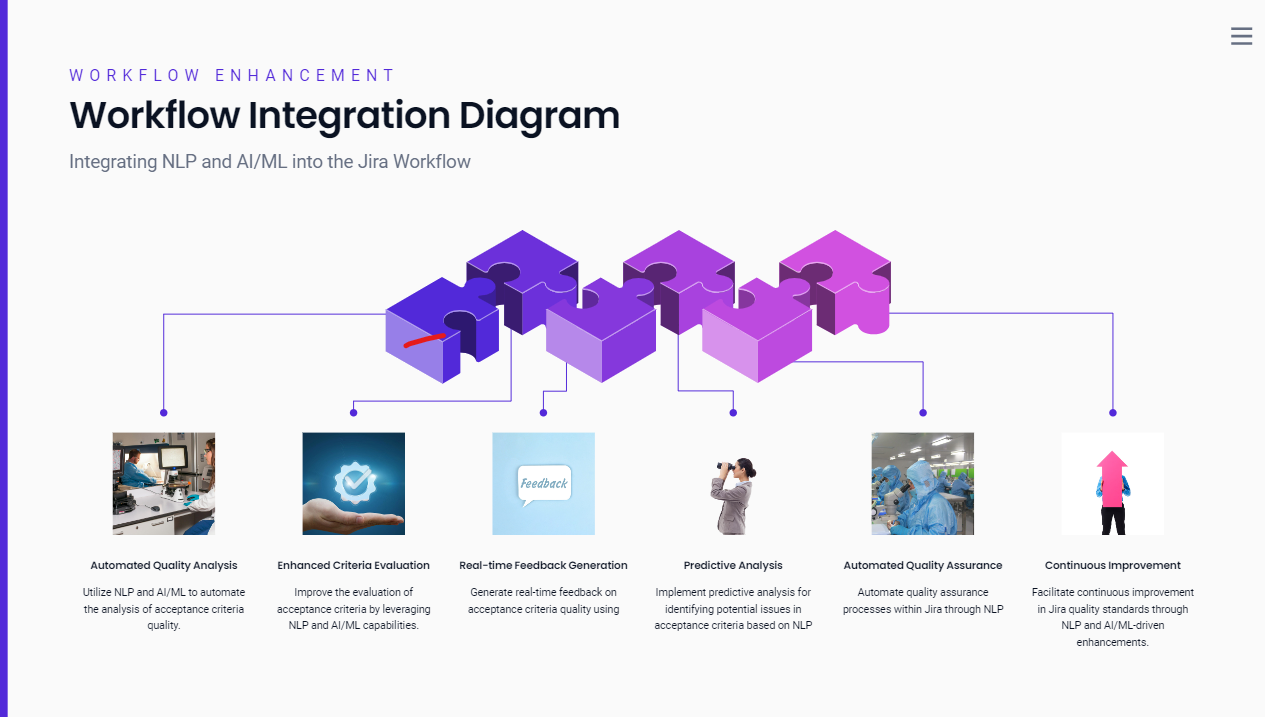 WORKFLOW ENHANCEMENT
Workflow Integration Diagram
Integrating NLP and AI/ML into the Jira Workflow
Feedback
Automated Quality Analysis
Utilize NLP and AI/ML to automate
the analysis of acceptance criteria
quality.
Enhanced Criteria Evaluation
Improve the evaluation of
acceptance criteria by leveraging
NLP and AI/ML capabilities.
Real-time Feedback Generation
Generate real-time feedback on
acceptance criteria quality using
Predictive Analysis
Implement predictive analysis for
identifying potential issues in
acceptance criteria based on NLP
Automated Quality Assurance
Automate quality assurance
processes within Jira through NLP
Continuous Improvement
Facilitate continuous improvement
in Jira quality standards through
NLP and AI/ML-driven
enhancements.